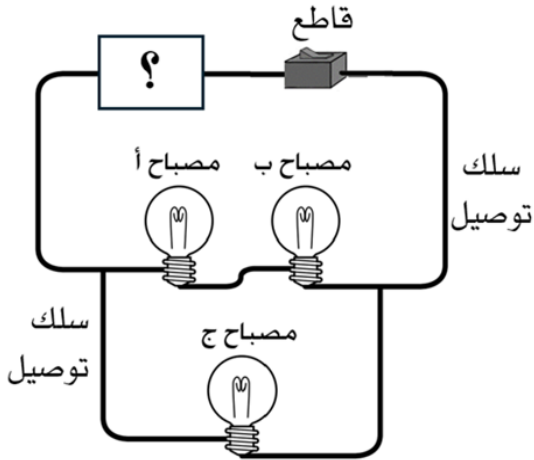 قاطع
؟
مصباح ب
مصباح أ
سلك
توصيل
سلك
توصيل
مصباح ج